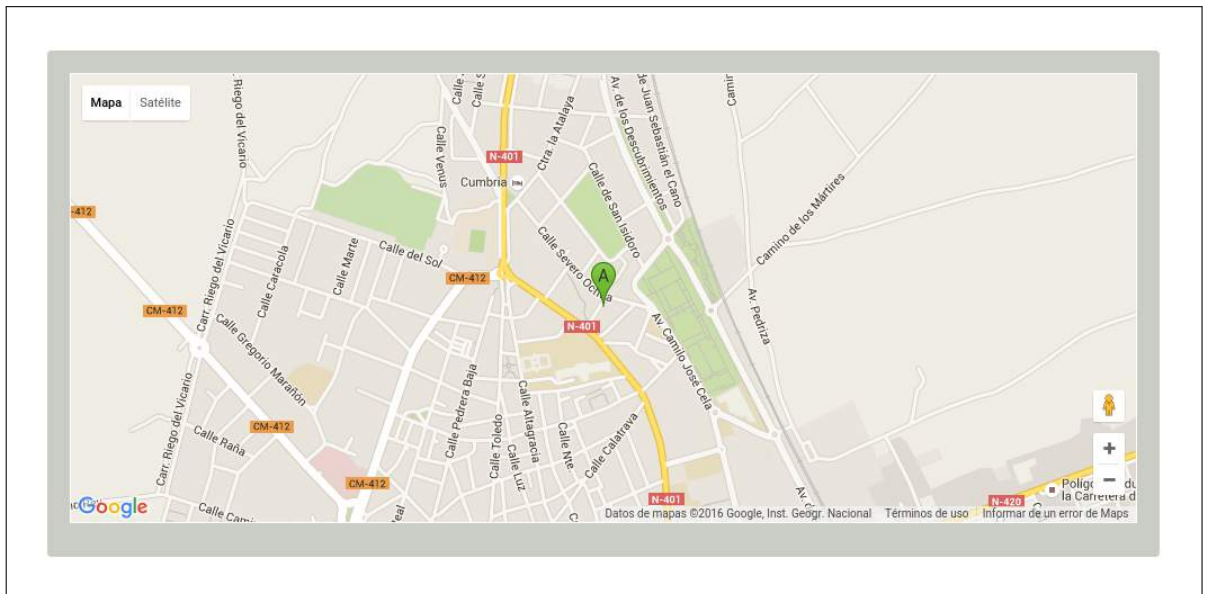 Mapa Satélite
Riego del Vicario
Calle Venus
Calle
Calle S
Ctra. la Atalaya
Av. de los Descubrimientos
de Juan Sebastián el Cano
Camin
N-401
Cumbria
Calle de San Isidoro
Camino de los Mártires
-412
Carr. Riego del Vicario
Calle Caracola
Calle Marte
Calle del Sol
Calle Severo Ochoa
A
CM-412
CM-412
N-401
Av. Pedriza
Av. Camilo José Cela
Calle Gregorio Marañón
Calle Pedrera Baja
Calle Toledo
Calle Altagracia
Calle Luz
Calle Nte.
Calle Calatrava
Carr. Riego del Vicario
Calle Raña
CM-412
CM-412
N-401
N-420
+
−
Google
Datos de mapas ©2016 Google, Inst. Geogr. Nacional Términos de uso Informar de un error de Maps